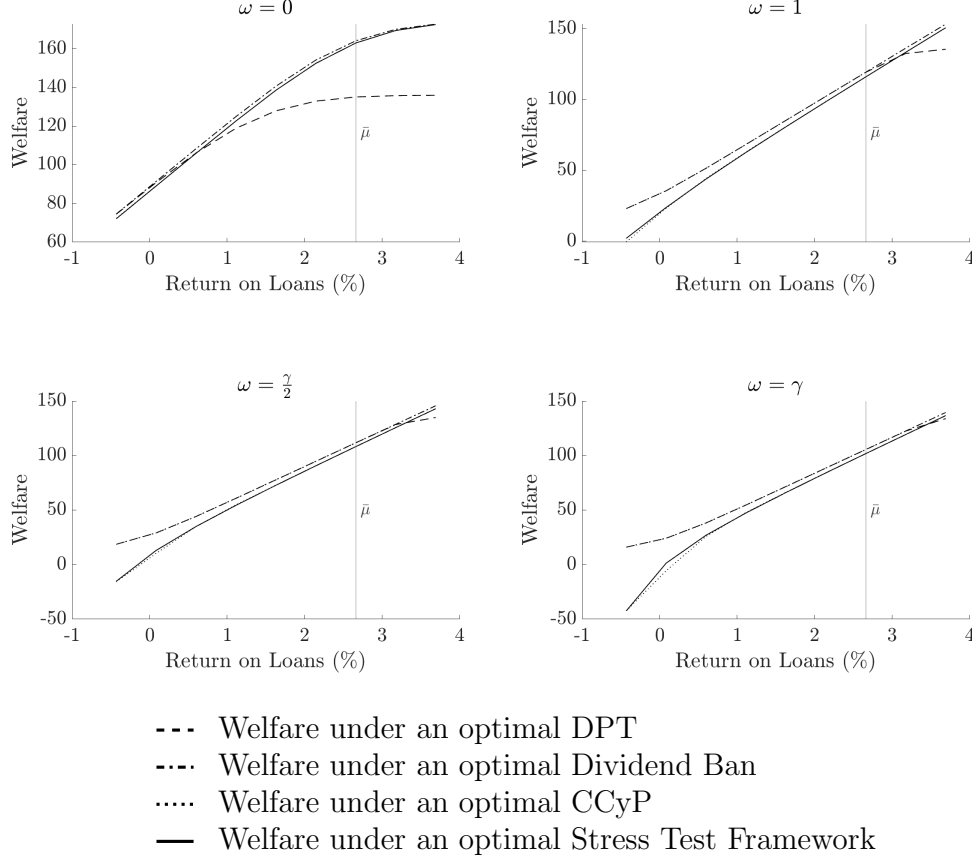 ω = 0
160
140
120
100
80
60
Welfare
-1 0 1 2 3 4
Return on Loans (%)
μ̄
ω = 1
150
100
50
0
Welfare
-1 0 1 2 3 4
Return on Loans (%)
μ̄
ω = γ/2
150
100
50
0
-50
Welfare
-1 0 1 2 3 4
Return on Loans (%)
μ̄
ω = γ
150
100
50
0
-50
Welfare
-1 0 1 2 3 4
Return on Loans (%)
μ̄
Welfare under an optimal DPT
Welfare under an optimal Dividend Ban
Welfare under an optimal CCyP
Welfare under an optimal Stress Test Framework